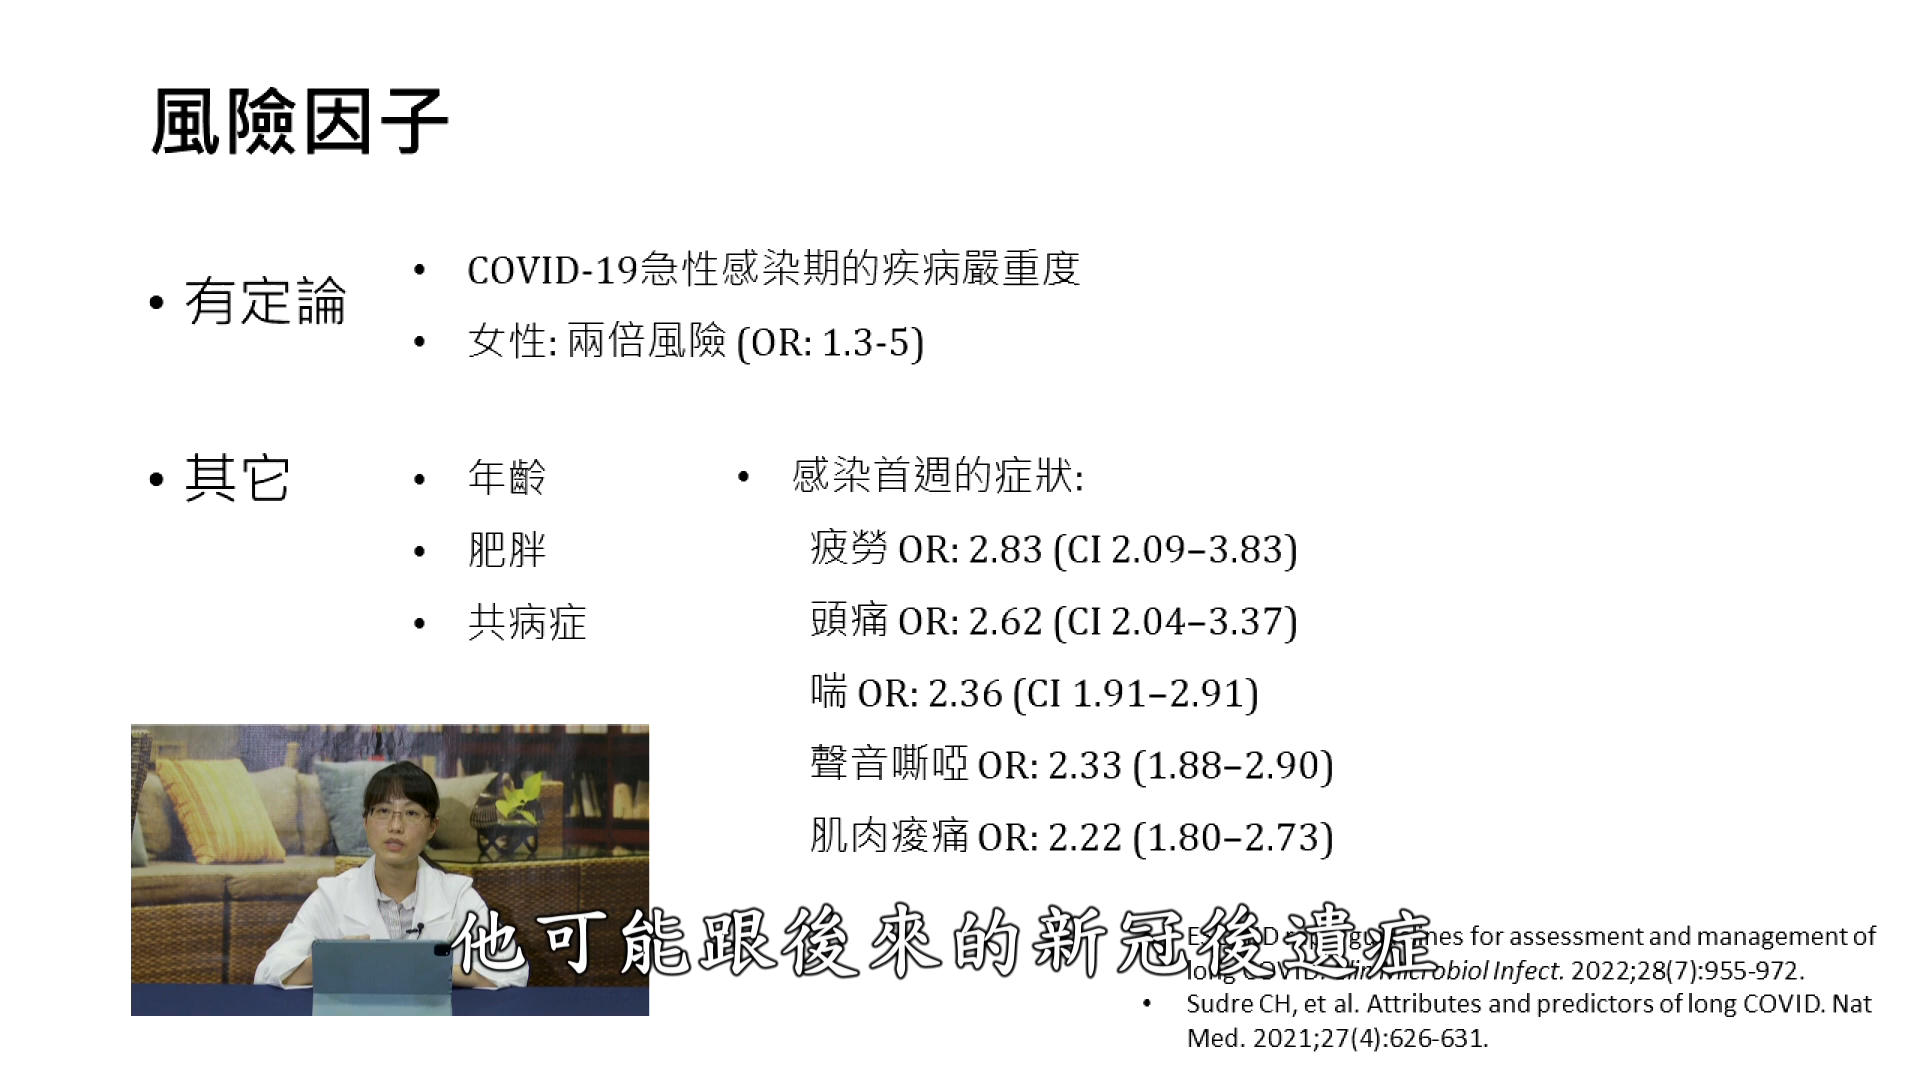 風險因子
• 有定論
• COVID-19急性感染期的疾病嚴重度
• 女性: 兩倍風險 (OR: 1.3-5)
• 其它
• 年齡
• 肥胖
• 共病症
• 感染首週的症狀:
疲勞 OR: 2.83 (CI 2.09–3.83)
頭痛 OR: 2.62 (CI 2.04–3.37)
喘 OR: 2.36 (CI 1.91–2.91)
聲音嘶啞 OR: 2.33 (1.88–2.90)
肌肉痠痛 OR: 2.22 (1.80–2.73)
他可能跟後來的新冠後遺症
for assessment and management of
long COVID. Microbiol Infect. 2022;28(7):955-972.
• Sudre CH, et al. Attributes and predictors of long COVID. Nat
Med. 2021;27(4):626-631.